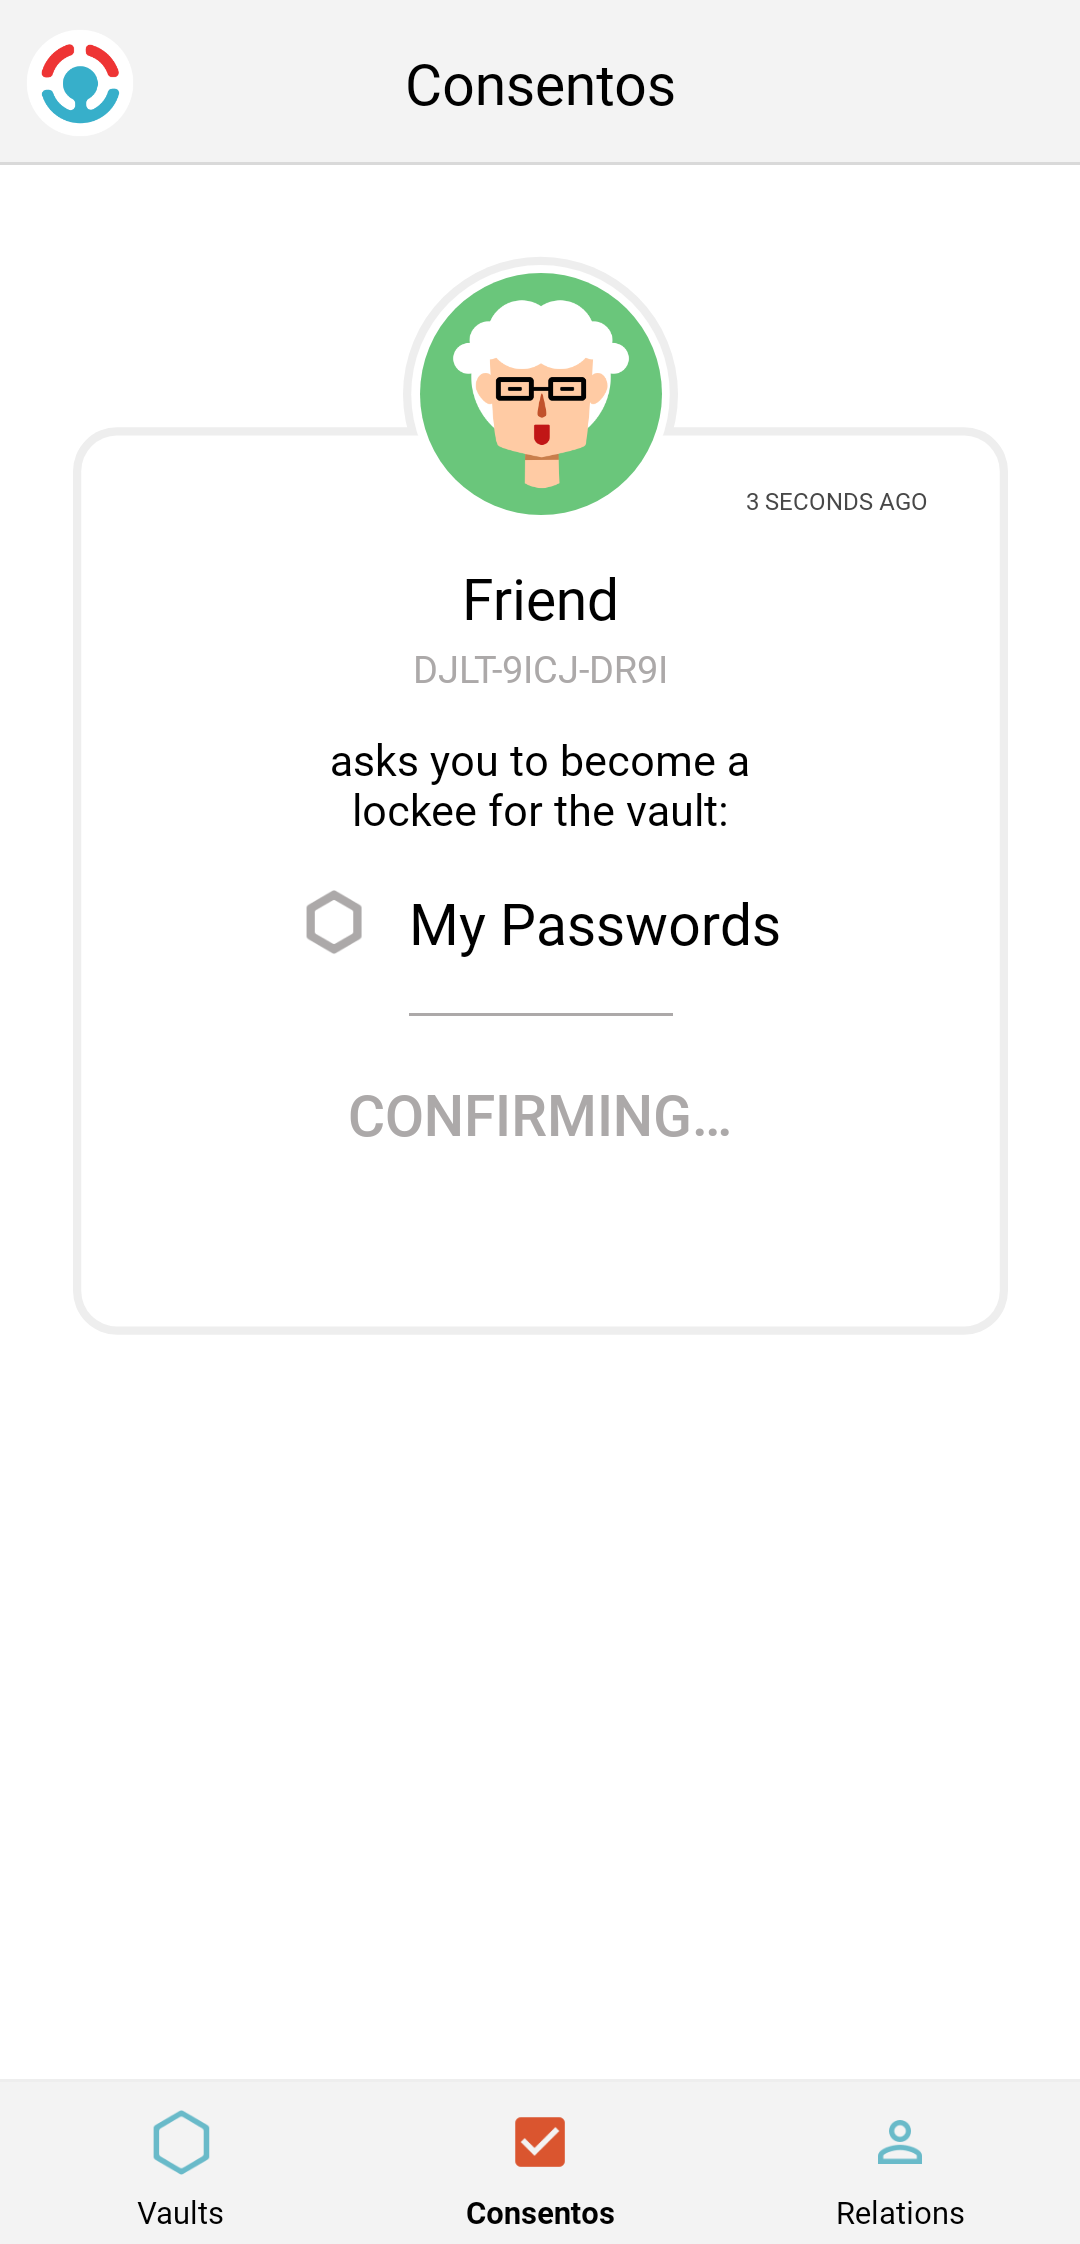 Consentos
3 SECONDS AGO
Friend
DJLT-9ICJ-DR9I
asks you to become a
lockee for the vault:
My Passwords
CONFIRMING...
Vaults
Consentos
Relations